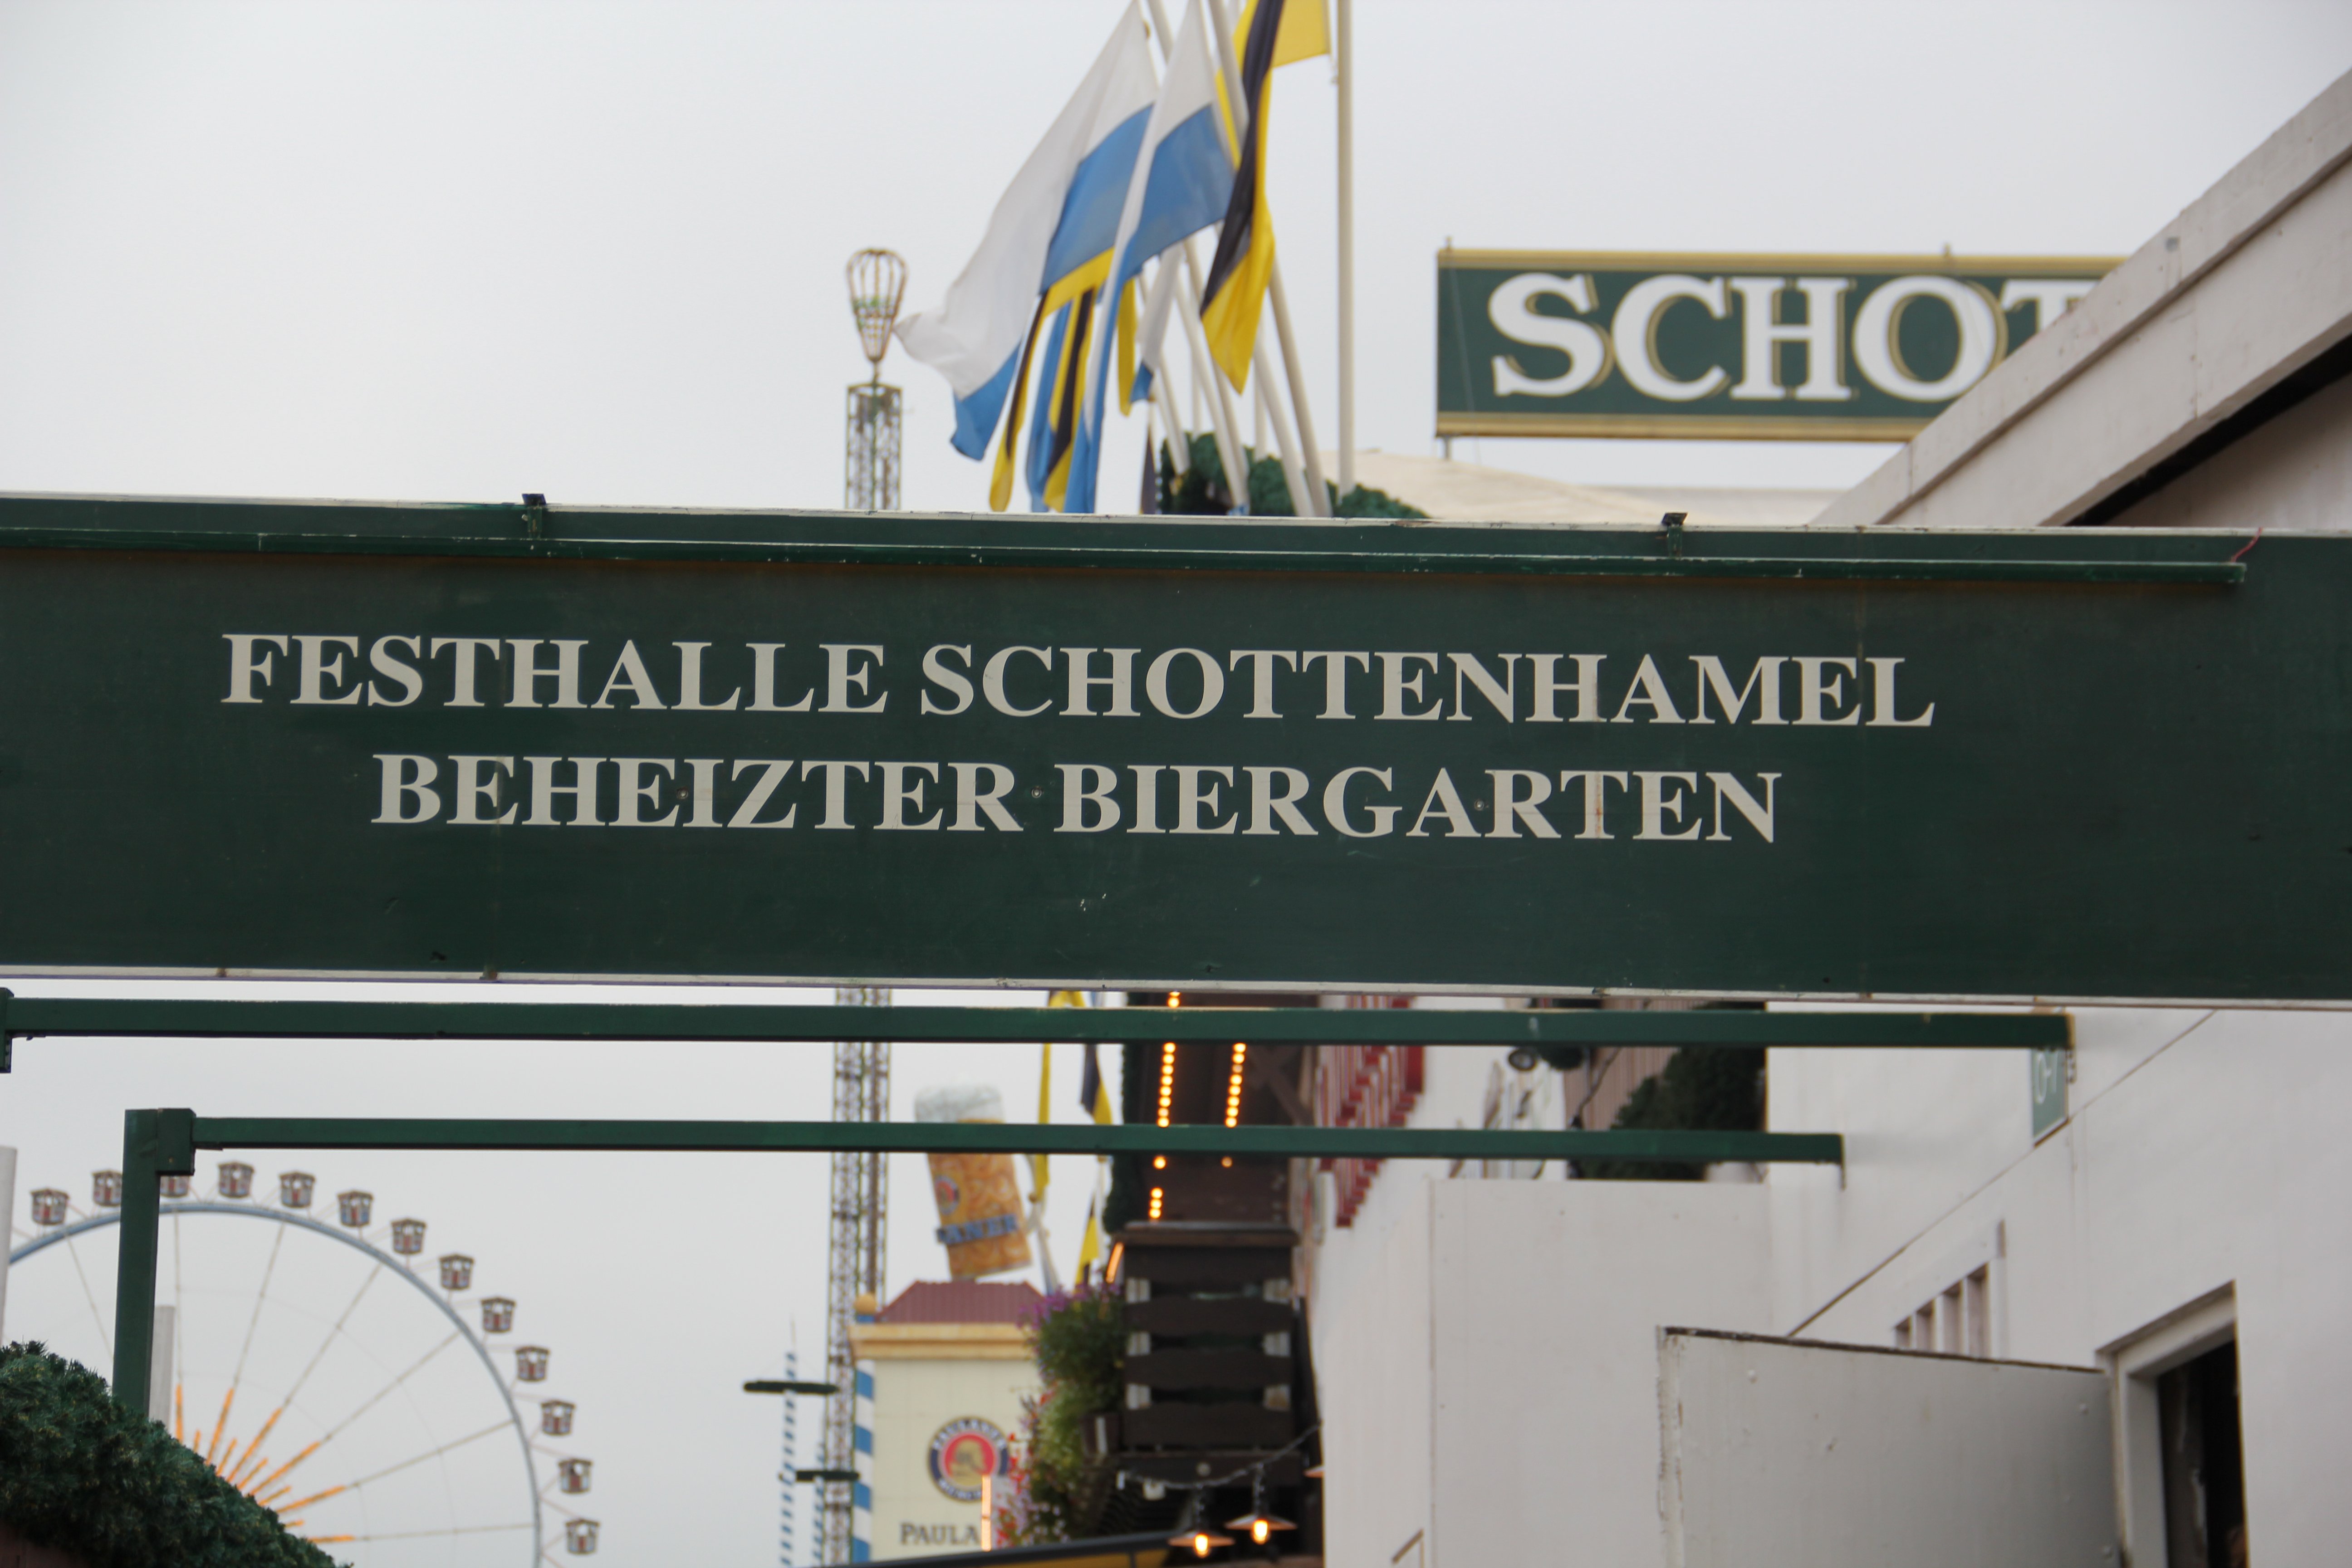 SCHOT
FESTHALLE SCHOTTENHAMEL
BEHEIZTER BIERGARTEN
PAULA